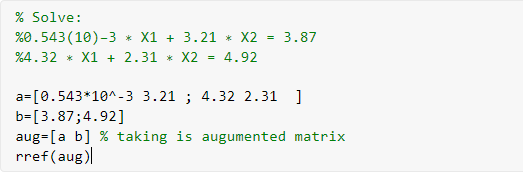 % Solve:
%0.543(10)-3 * X1 + 3.21 * X2 = 3.87
%4.32 * X1 + 2.31 * X2 = 4.92
a=[0.543*10^-3 3.21 ; 4.32 2.31  ]
b=[3.87;4.92]
aug=[a b] % taking is augumented matrix
rref(aug)